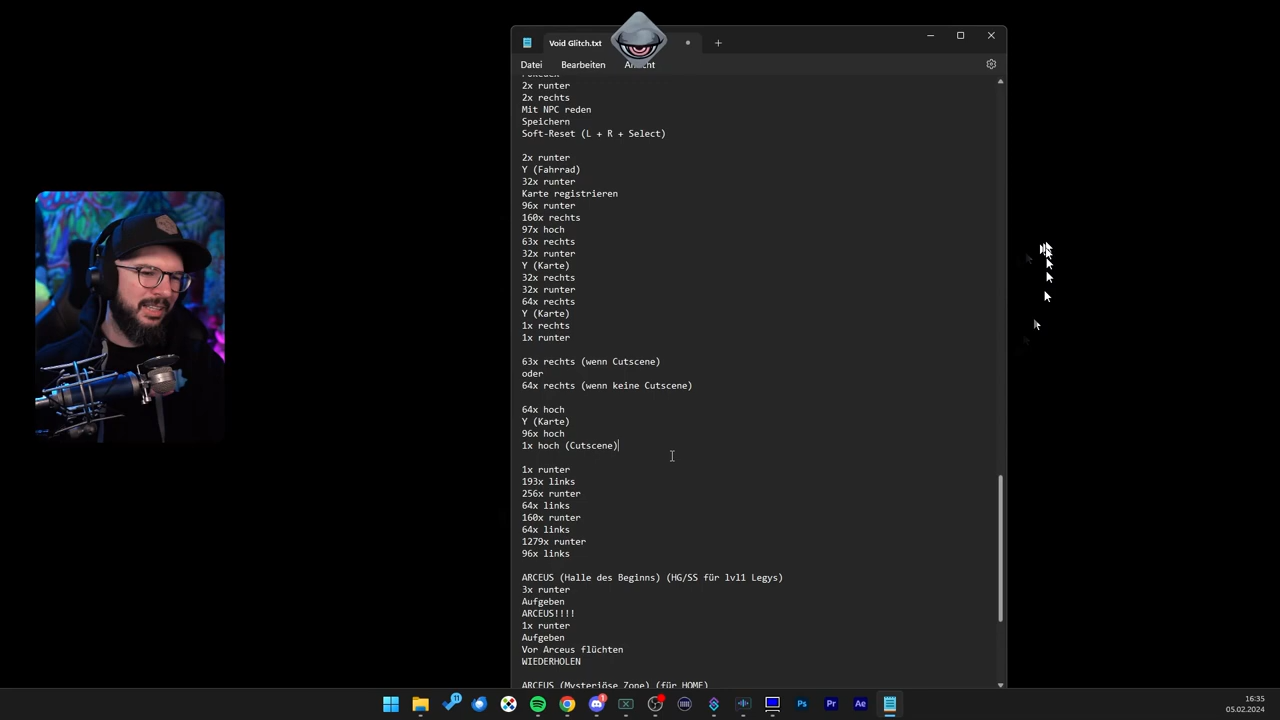 Void Glitch.txt
Datei Bearbeiten Ansicht
2x runter
2x rechts
Mit NPC reden
Speichern
Soft-Reset (L + R + Select)
2x runter
Y (Fahrrad)
32x runter
Karte registrieren
96x runter
160x rechts
97x hoch
63x rechts
32x runter
Y (Karte)
32x rechts
32x runter
64x rechts
Y (Karte)
1x rechts
1x runter
63x rechts (wenn Cutscene)
oder
64x rechts (wenn keine Cutscene)
64x hoch
Y (Karte)
96x hoch
1x hoch (Cutscene)
1x runter
193x links
256x runter
64x links
160x runter
64x links
1279x runter
96x links
ARCEUS (Halle des Beginns) (HG/SS für lvl1 Legys)
3x runter
Aufgeben
ARCEUS!!!!
1x runter
Aufgeben
Vor Arceus flüchten
WIEDERHOLEN
ARCEUS (Mysteriöse Zone) (für HOME)
11
1
Ps
Pr
Ae
16:35
05.02.2024